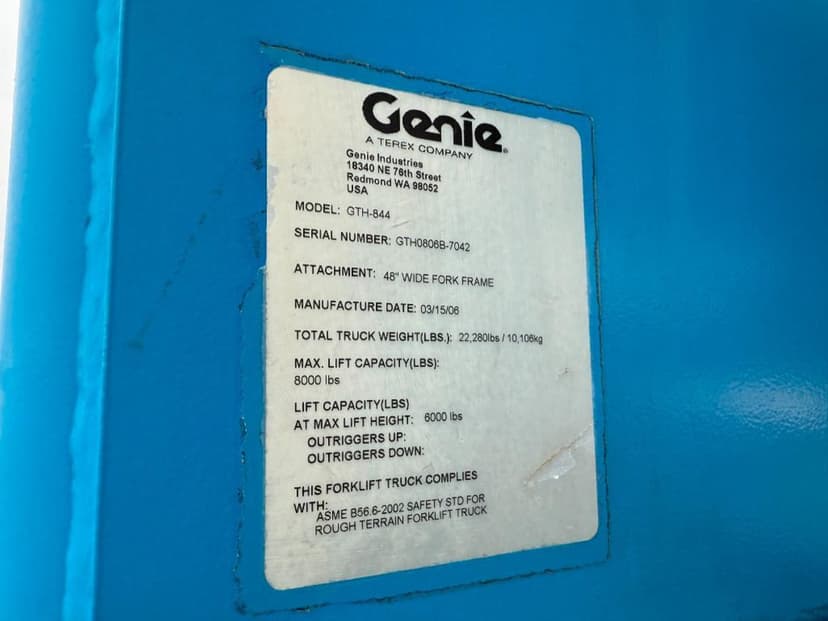 Genie
A TEREX COMPANY
Genie Industries
18340 NE 76th Street
Redmond WA 98052
USA
MODEL: GTH-844
SERIAL NUMBER: GTH0806B-7042
ATTACHMENT: 48" WIDE FORK FRAME
MANUFACTURE DATE: 03/15/06
TOTAL TRUCK WEIGHT(LBS.): 22,280lbs / 10,106kg
MAX. LIFT CAPACITY(LBS):
8000 lbs
LIFT CAPACITY(LBS)
AT MAX LIFT HEIGHT: 6000 lbs
OUTRIGGERS UP:
OUTRIGGERS DOWN:
THIS FORKLIFT TRUCK COMPLIES
WITH:
ASME B56.6-2002 SAFETY STD FOR
ROUGH TERRAIN FORKLIFT TRUCK